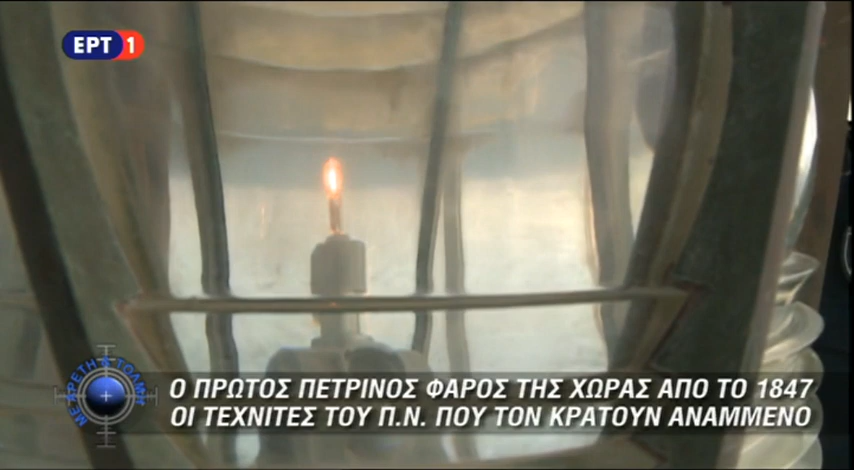 ΕΡΤ 1
ΜΕ ΑΡΕΤΗ & ΤΟΛΜΗ
Ο ΠΡΩΤΟΣ ΠΕΤΡΙΝΟΣ ΦΑΡΟΣ ΤΗΣ ΧΩΡΑΣ ΑΠΟ ΤΟ 1847
ΟΙ ΤΕΧΝΙΤΕΣ ΤΟΥ Π.Ν. ΠΟΥ ΤΟΝ ΚΡΑΤΟΥΝ ΑΝΑΜΜΕΝΟ